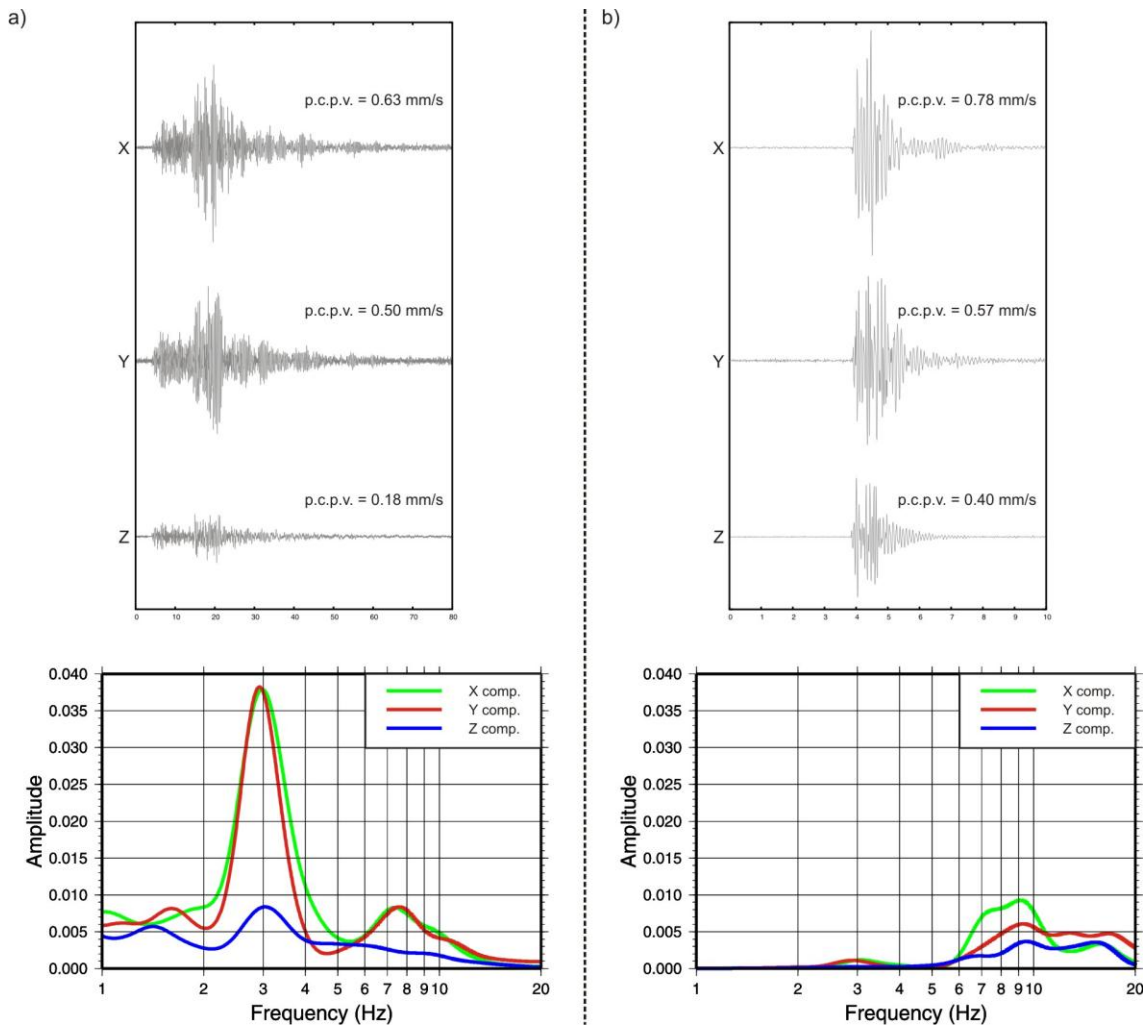 a)
p.c.p.v. = 0.63 mm/s
X
p.c.p.v. = 0.50 mm/s
Y
p.c.p.v. = 0.18 mm/s
Z
0 10 20 30 40 50 60 70 80
0.040
0.035
0.030
0.025
0.020
0.015
0.010
0.005
0.000
Amplitude
X comp.
Y comp.
Z comp.
1 2 3 4 5 6 7 8 9 10 20
Frequency (Hz)
b)
p.c.p.v. = 0.78 mm/s
X
p.c.p.v. = 0.57 mm/s
Y
p.c.p.v. = 0.40 mm/s
Z
0 1 2 3 4 5 6 7 8 9 10
0.040
0.035
0.030
0.025
0.020
0.015
0.010
0.005
0.000
Amplitude
X comp.
Y comp.
Z comp.
1 2 3 4 5 6 7 8 9 10 20
Frequency (Hz)